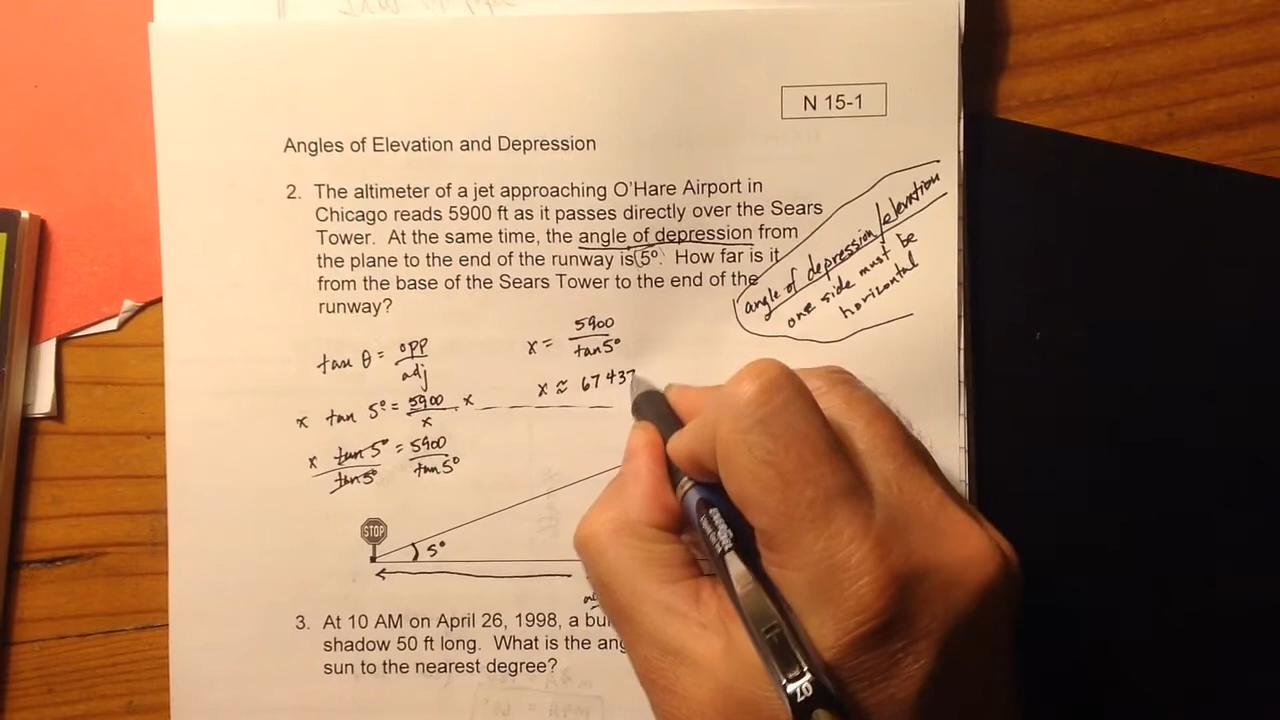 N 15-1
Angles of Elevation and Depression
2. The altimeter of a jet approaching O'Hare Airport in
Chicago reads 5900 ft as it passes directly over the Sears
Tower. At the same time, the angle of depression from
the plane to the end of the runway is 5°. How far is it
from the base of the Sears Tower to the end of the
runway?
angle of depression/elevation
one side must be
horizontal
tan θ = opp
adj
x tan 5° = 5900 · x
x
x tan 5° = 5900
tan 5° tan 5°
x = 5900
tan 5°
x ≈ 67437
STOP
5°
3. At 10 AM on April 26, 1998, a
shadow 50 ft long. What is the
sun to the nearest degree?
07